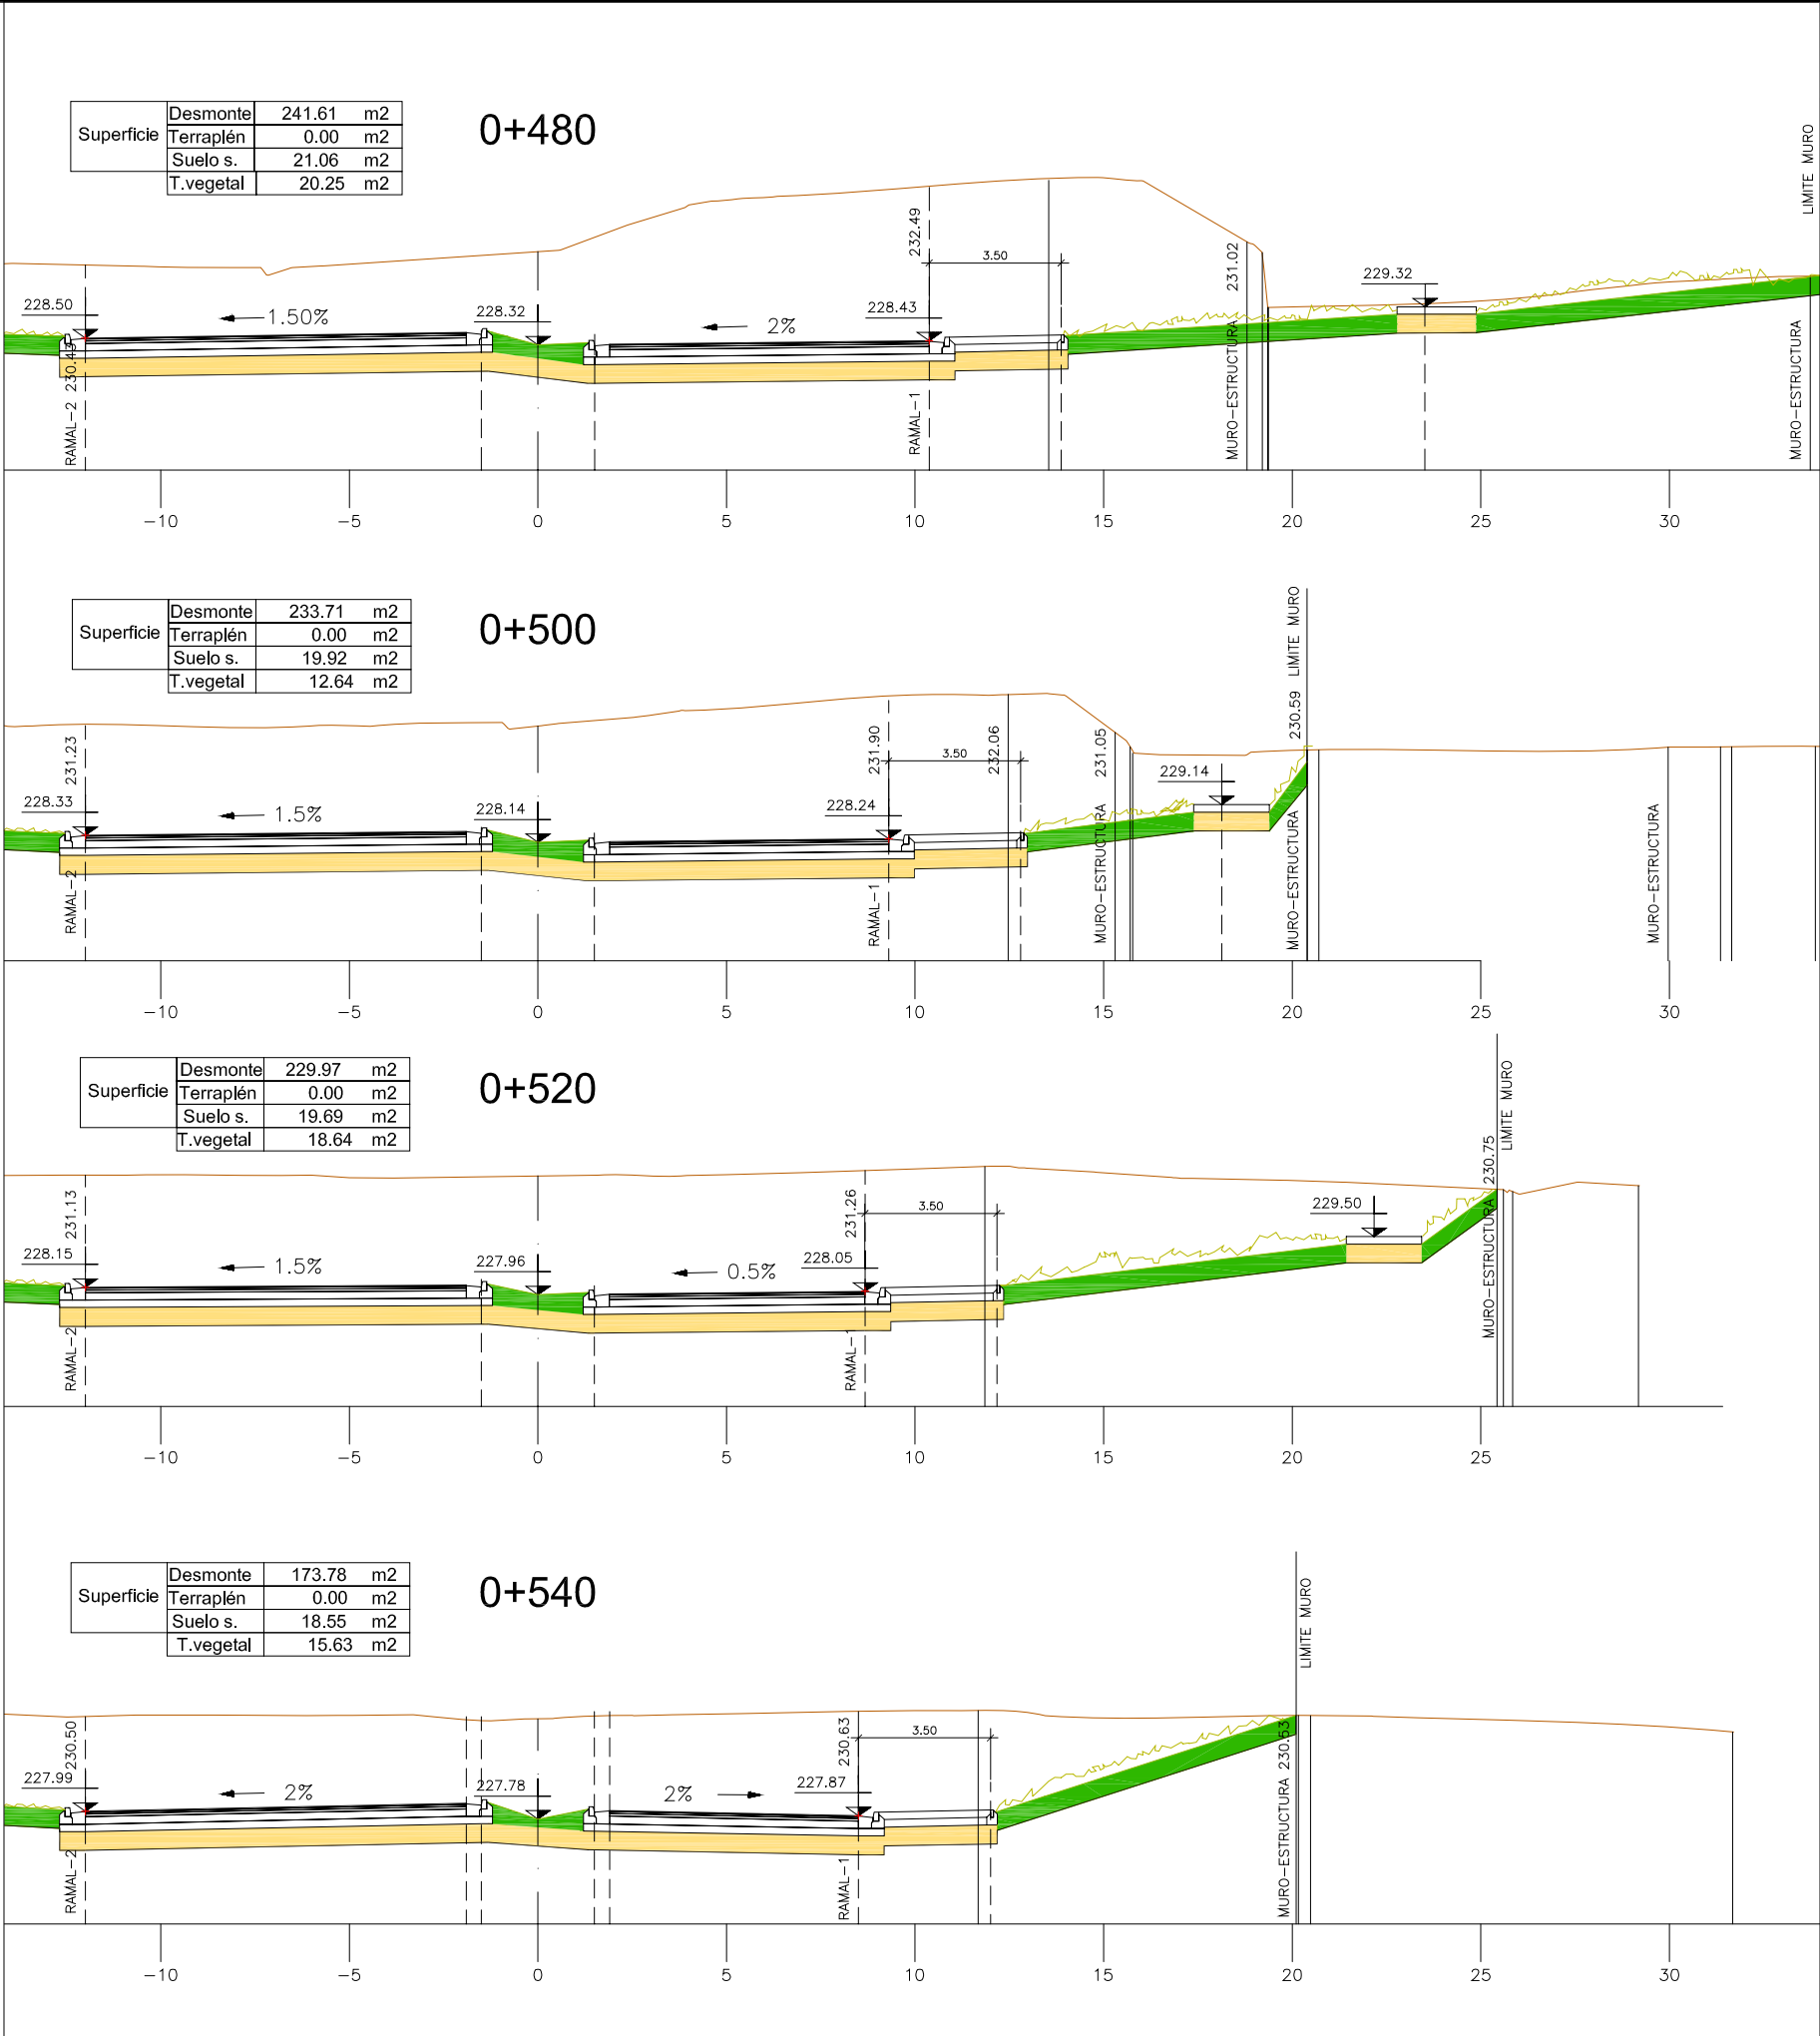 Superficie
Desmonte 241.61 m2
Terraplén 0.00 m2
Suelo s. 21.06 m2
T.vegetal 20.25 m2
0+480
LIMITE MURO
232.49
3.50
231.02
229.32
228.50
1.50%
228.32
2%
228.43
RAMAL-2
RAMAL-1
MURO-ESTRUCTURA
MURO-ESTRUCTURA
-10 -5 0 5 10 15 20 25 30
Superficie
Desmonte 233.71 m2
Terraplén 0.00 m2
Suelo s. 19.92 m2
T.vegetal 12.64 m2
0+500
230.59 LIMITE MURO
231.23
231.90
3.50
232.06
231.05
229.14
228.33
1.5%
228.14
228.24
RAMAL-2
RAMAL-1
MURO-ESTRUCTURA
MURO-ESTRUCTURA
MURO-ESTRUCTURA
-10 -5 0 5 10 15 20 25 30
Superficie
Desmonte 229.97 m2
Terraplén 0.00 m2
Suelo s. 19.69 m2
T.vegetal 18.64 m2
0+520
LIMITE MURO
231.13
231.26
3.50
229.50
228.15
1.5%
227.96
0.5%
228.05
RAMAL-2
RAMAL-
MURO-ESTRUCTURA 230.75
-10 -5 0 5 10 15 20 25 30
Superficie
Desmonte 173.78 m2
Terraplén 0.00 m2
Suelo s. 18.55 m2
T.vegetal 15.63 m2
0+540
LIMITE MURO
230.50
230.63
3.50
227.99
2%
227.78
2%
227.87
RAMAL-2
RAMAL-1
MURO-ESTRUCTURA 230.53
-10 -5 0 5 10 15 20 25 30